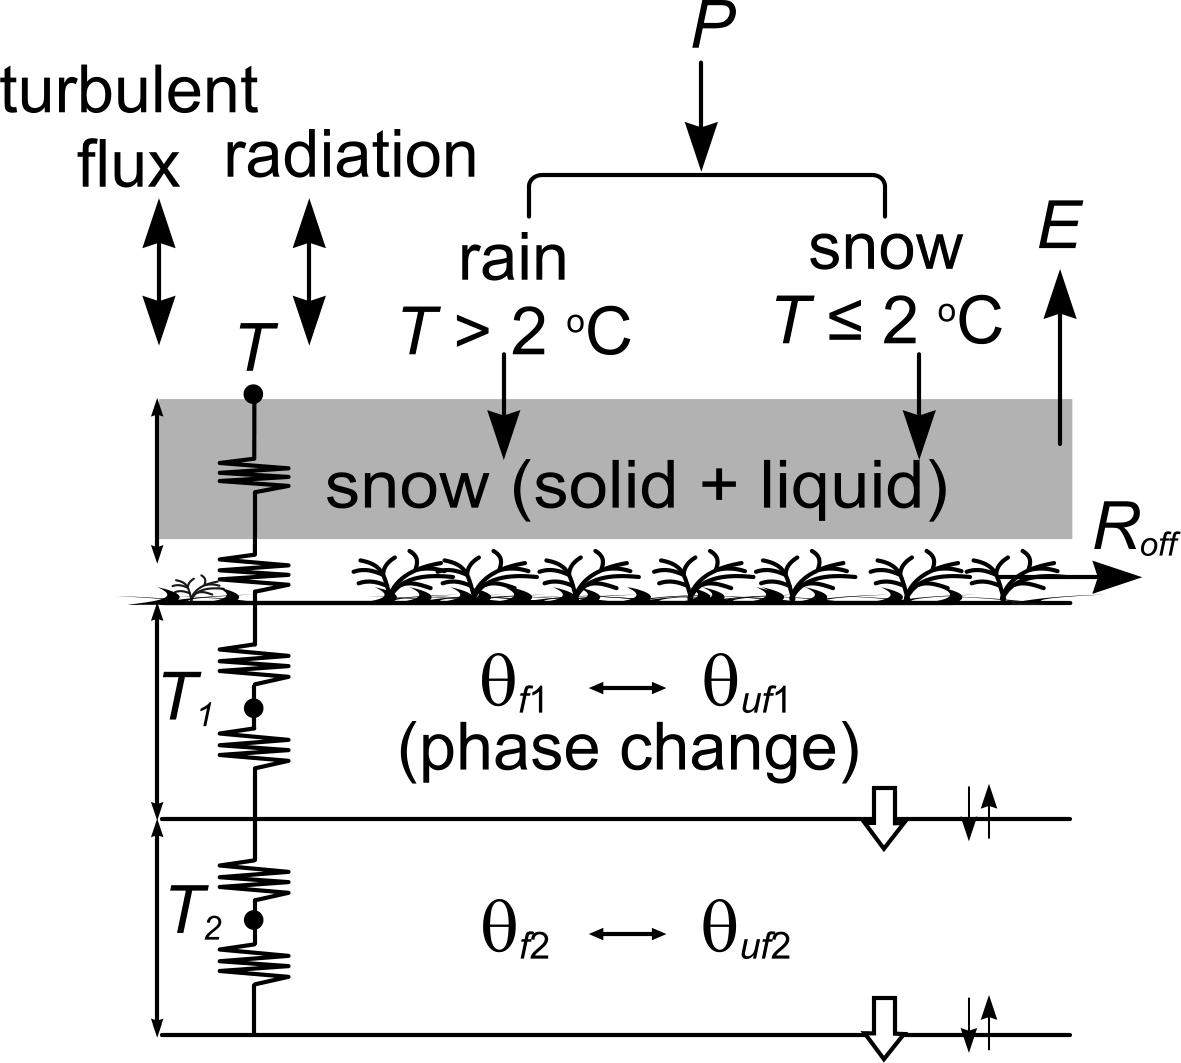 P
turbulent
flux
radiation
E
rain
T > 2 °C
snow
T ≤ 2 °C
T
snow (solid + liquid)
Roff
T1
θf1 ↔ θuf1
(phase change)
T2
θf2 ↔ θuf2